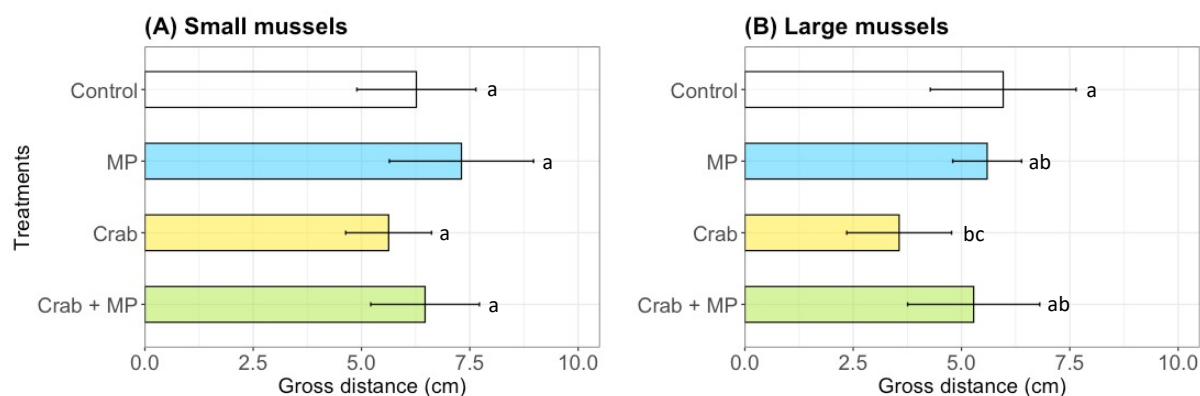 (A) Small mussels
Treatments
Control
a
MP
a
Crab
a
Crab + MP
a
0.0 2.5 5.0 7.5 10.0
Gross distance (cm)
(B) Large mussels
Control
a
MP
ab
Crab
bc
Crab + MP
ab
0.0 2.5 5.0 7.5 10.0
Gross distance (cm)